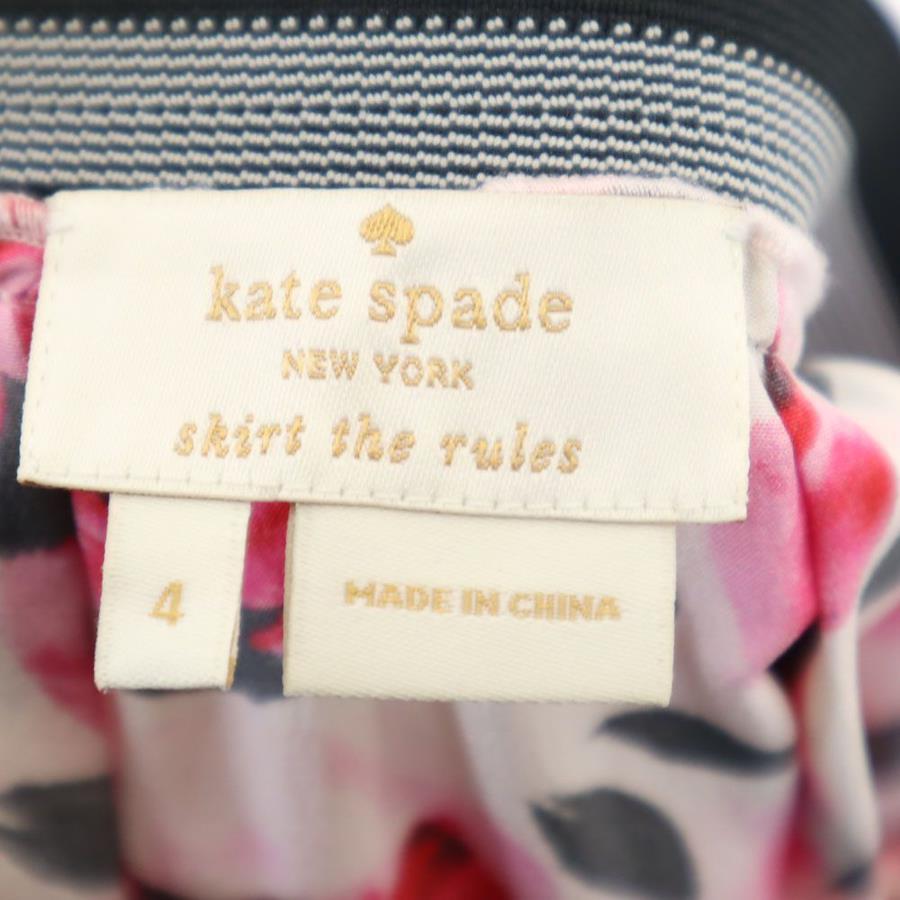 kate spade
NEW YORK
skirt the rules
4
MADE IN CHINA